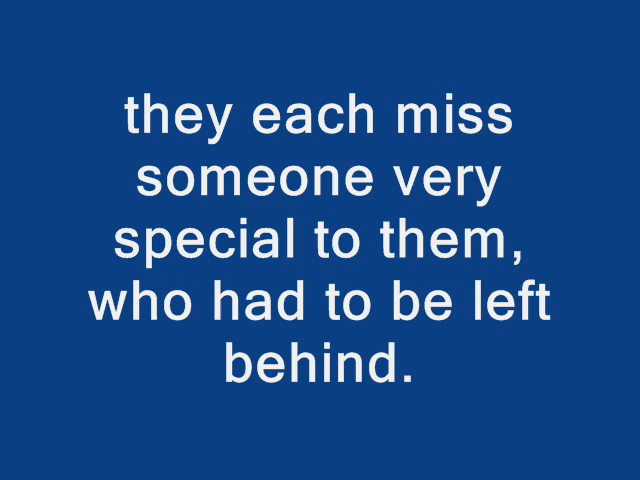 they each miss
someone very
special to them,
who had to be left
behind.